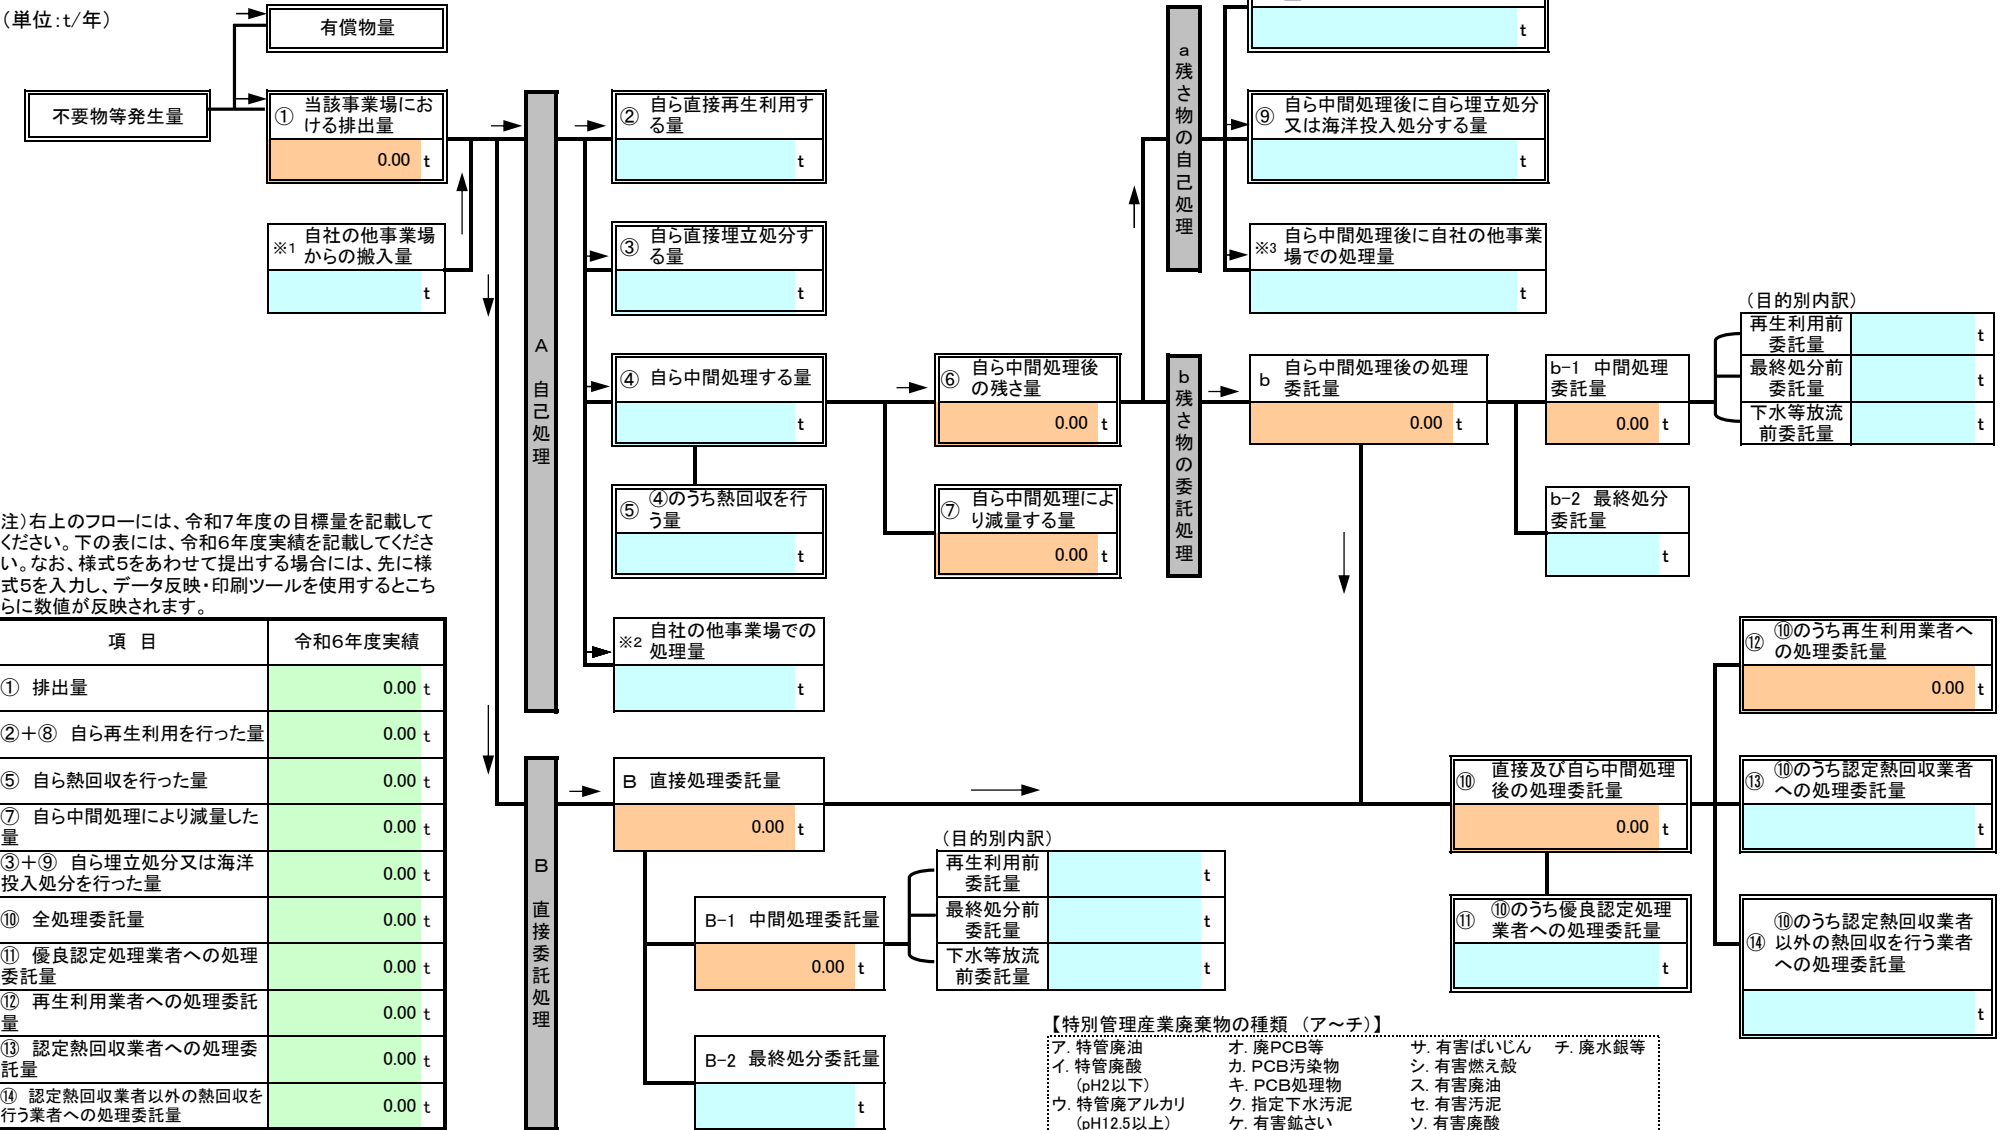 （単位：t/年）
有償物量
不要物等発生量
① 当該事業場にお
ける排出量
0.00 t
※1 自社の他事業場
からの搬入量
t
A 自己処理
② 自ら直接再生利用す
る量
t
③ 自ら直接埋立処分す
る量
t
④ 自ら中間処理する量
t
⑤ ④のうち熱回収を行
う量
t
※2 自社の他事業場での
処理量
t
⑥ 自ら中間処理後
の残さ量
0.00 t
⑦ 自ら中間処理によ
り減量する量
0.00 t
a 残さ物の自己処理
t
⑨ 自ら中間処理後に自ら埋立処分
又は海洋投入処分する量
t
※3 自ら中間処理後に自社の他事業
場での処理量
t
b 残さ物の委託処理
b 自ら中間処理後の処理
委託量
0.00 t
b-1 中間処理
委託量
0.00 t
（目的別内訳）
再生利用前
委託量
t
最終処分前
委託量
t
下水等放流
前委託量
t
b-2 最終処分
委託量
t
注）右上のフローには、令和7年度の目標量を記載して
ください。下の表には、令和6年度実績を記載してくださ
い。なお、様式5をあわせて提出する場合には、先に様
式5を入力し、データ反映・印刷ツールを使用するとこち
らに数値が反映されます。
項 目 令和6年度実績
① 排出量 0.00 t
②＋⑧ 自ら再生利用を行った量 0.00 t
⑤ 自ら熱回収を行った量 0.00 t
⑦ 自ら中間処理により減量した
量 0.00 t
③＋⑨ 自ら埋立処分又は海洋
投入処分を行った量 0.00 t
⑩ 全処理委託量 0.00 t
⑪ 優良認定処理業者への処理
委託量 0.00 t
⑫ 再生利用業者への処理委託
量 0.00 t
⑬ 認定熱回収業者への処理委
託量 0.00 t
⑭ 認定熱回収業者以外の熱回収を
行う業者への処理委託量 0.00 t
B 直接委託処理
B 直接処理委託量
0.00 t
B-1 中間処理委託量
0.00 t
（目的別内訳）
再生利用前
委託量
t
最終処分前
委託量
t
下水等放流
前委託量
t
B-2 最終処分委託量
t
⑩ 直接及び自ら中間処理
後の処理委託量
0.00 t
⑪ ⑩のうち優良認定処理
業者への処理委託量
t
⑫ ⑩のうち再生利用業者へ
の処理委託量
0.00 t
⑬ ⑩のうち認定熱回収業者
への処理委託量
t
⑭ ⑩のうち認定熱回収業者
以外の熱回収を行う業者
への処理委託量
t
【特別管理産業廃棄物の種類 （ア～チ）】
ア. 特管廃油 オ. 廃PCB等 サ. 有害ばいじん チ. 廃水銀等
イ. 特管廃酸 カ. PCB汚染物 シ. 有害燃え殻
（pH2以下） キ. PCB処理物 ス. 有害廃油
ウ. 特管廃アルカリ ク. 指定下水汚泥 セ. 有害汚泥
（pH12.5以上） ケ. 有害鉱さい ソ. 有害廃酸